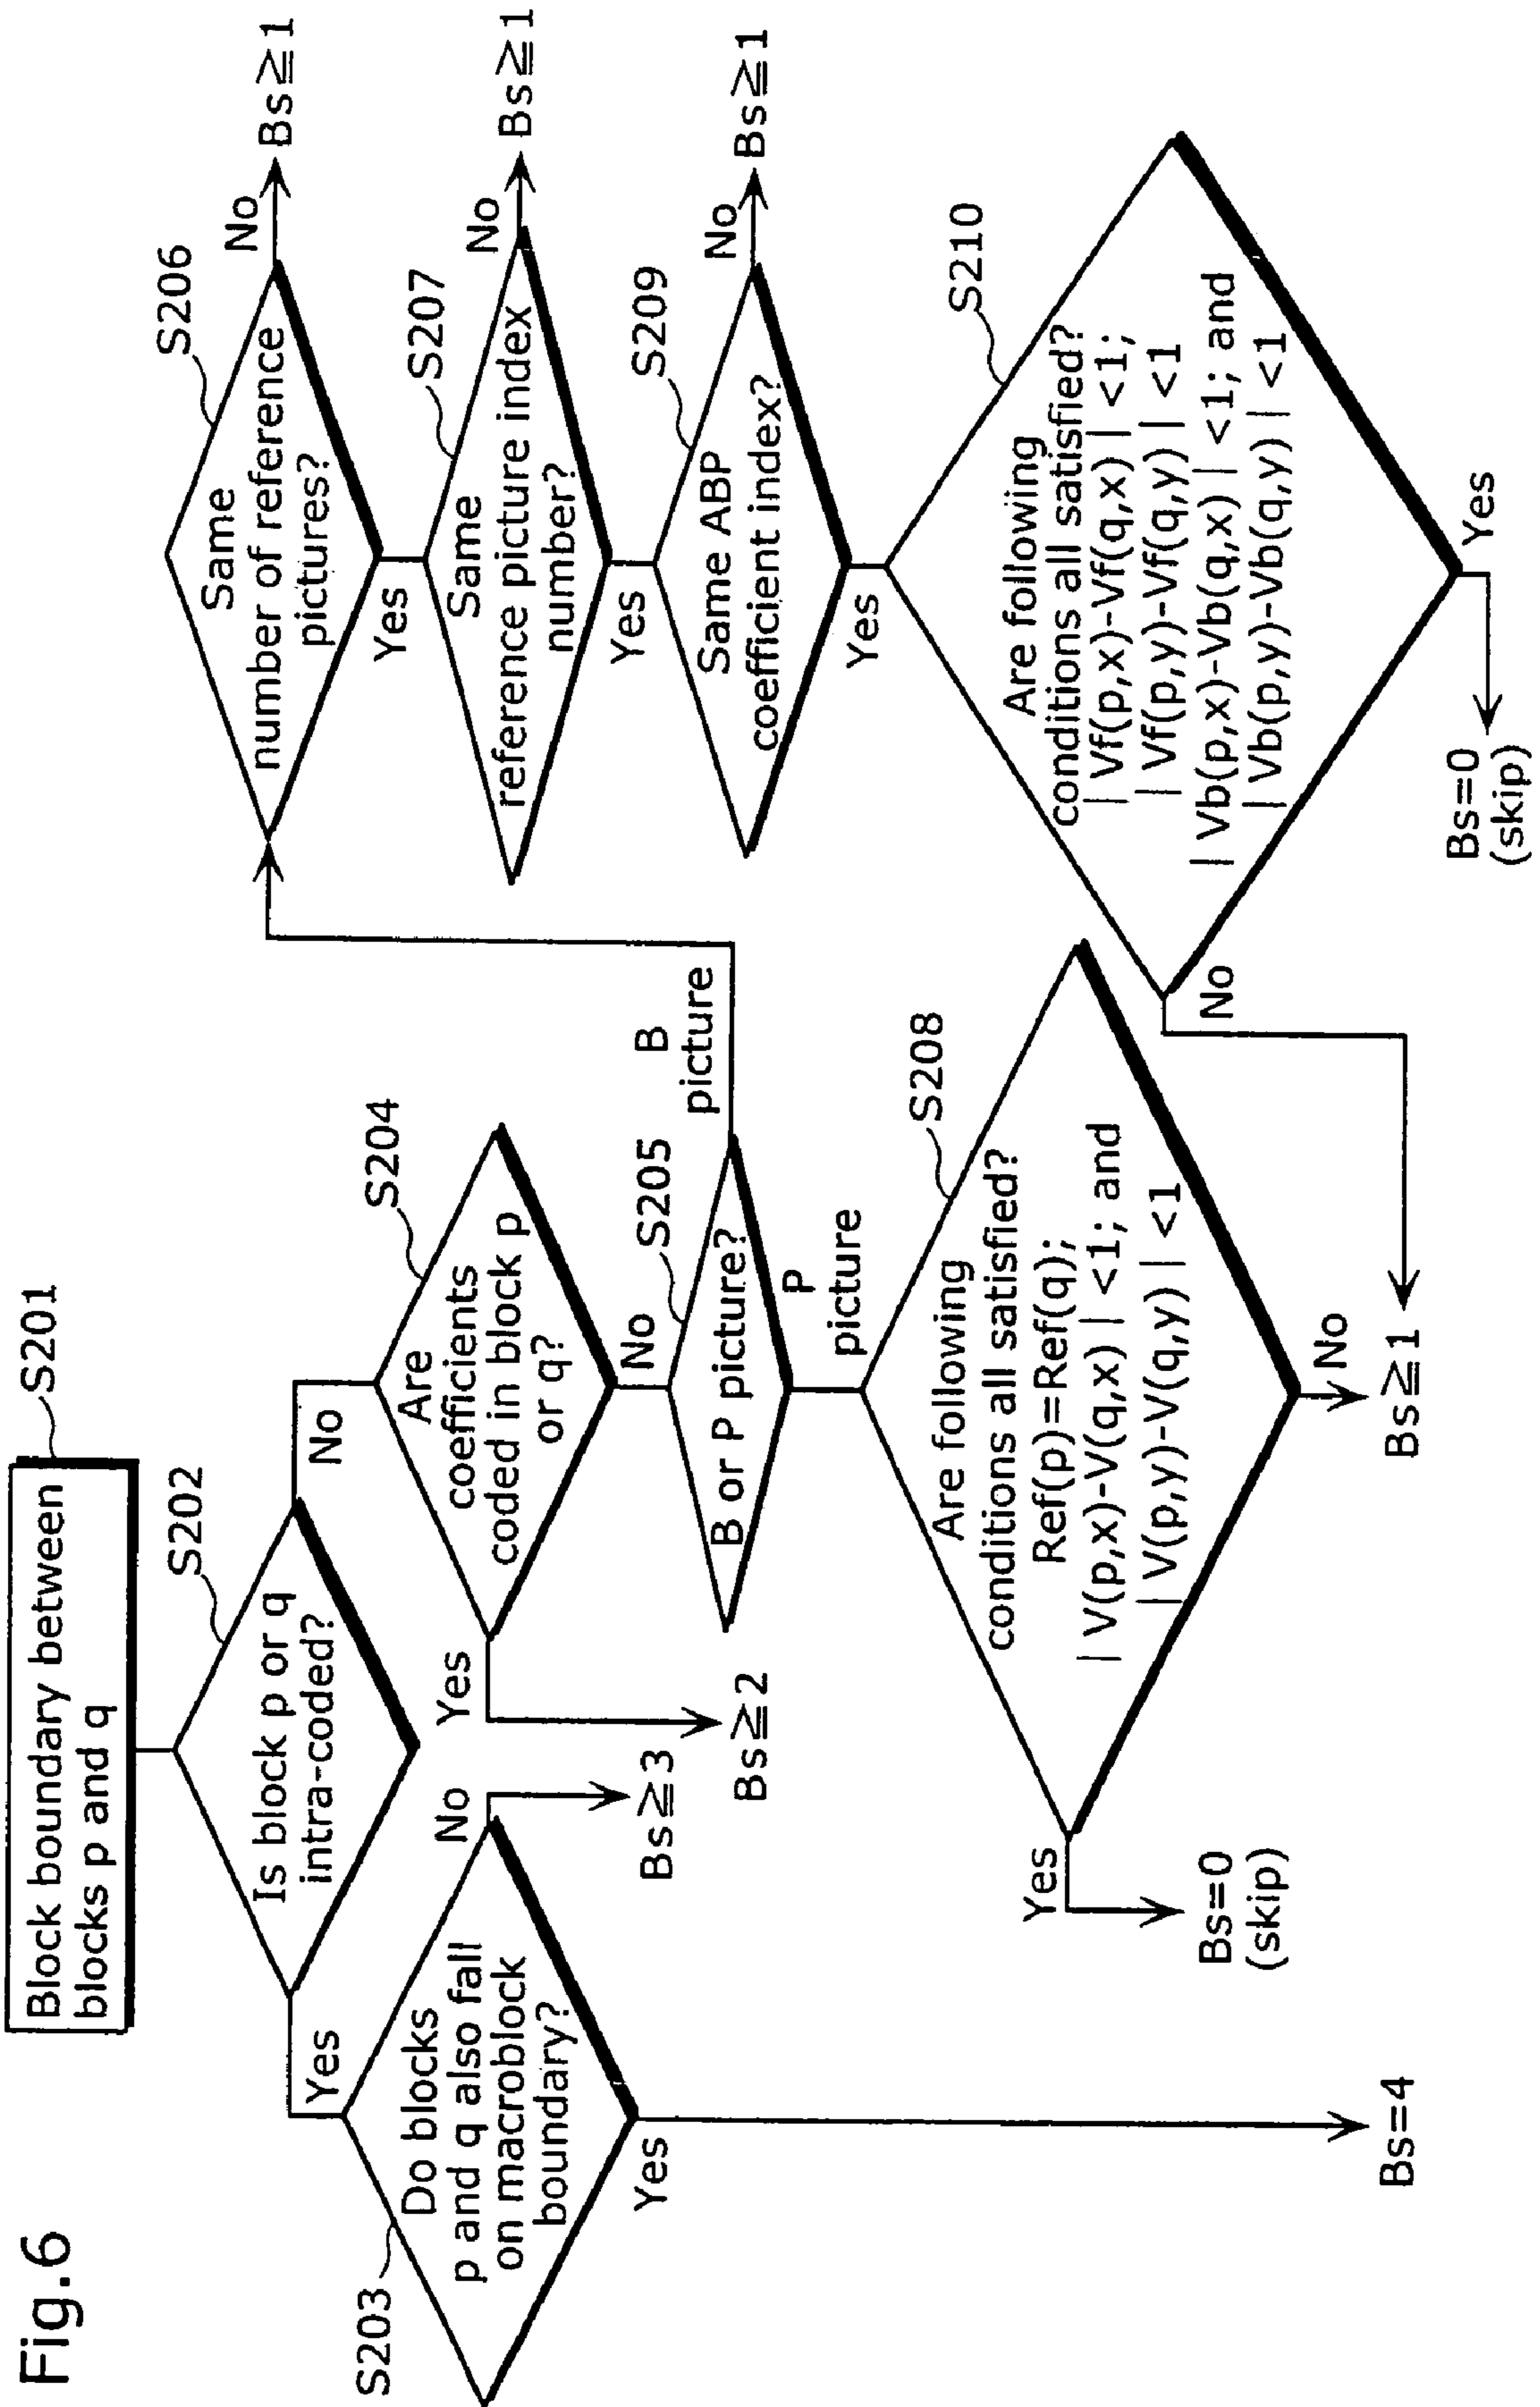 Fig.6
Block boundary between
blocks p and q
S201
Is block p or q
intra-coded?
S202
Yes
No
Do blocks
p and q also fall
on macroblock
boundary?
S203
No
Bs≧3
Yes
Bs=4
Are
coefficients
coded in block p
or q?
S204
Yes
Bs≧2
No
B or P picture?
S205
B
picture
P
picture
Are following
conditions all satisfied?
Ref(p)=Ref(q);
|V(p,x)-V(q,x)|<1; and
|V(p,y)-V(q,y)|<1
S208
Yes
Bs=0
(skip)
No
Bs≧1
Same
number of reference
pictures?
S206
No
Bs≧1
Yes
Same
reference picture index
number?
S207
No
Bs≧1
Yes
Same ABP
coefficient index?
S209
No
Bs≧1
Yes
Are following
conditions all satisfied?
|Vf(p,x)-Vf(q,x)|<1;
|Vf(p,y)-Vf(q,y)|<1
|Vb(p,x)-Vb(q,x)|<1; and
|Vb(p,y)-Vb(q,y)|<1
S210
No
Yes
Bs=0
(skip)